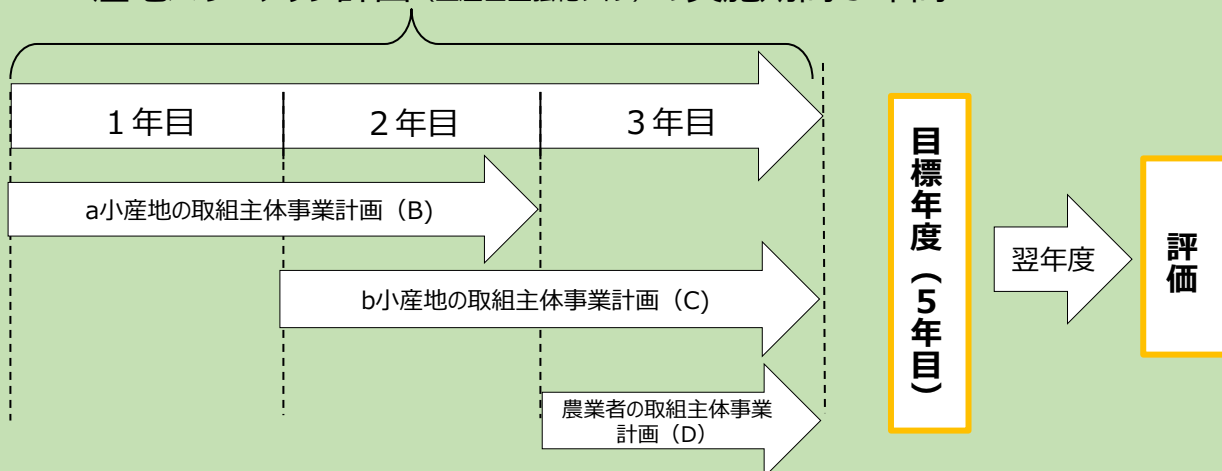 1年目
2年目
3年目
a小産地の取組主体事業計画（B)
b小産地の取組主体事業計画（C)
農業者の取組主体事業
計画（D）
目標年度（5年目）
翌年度
評価